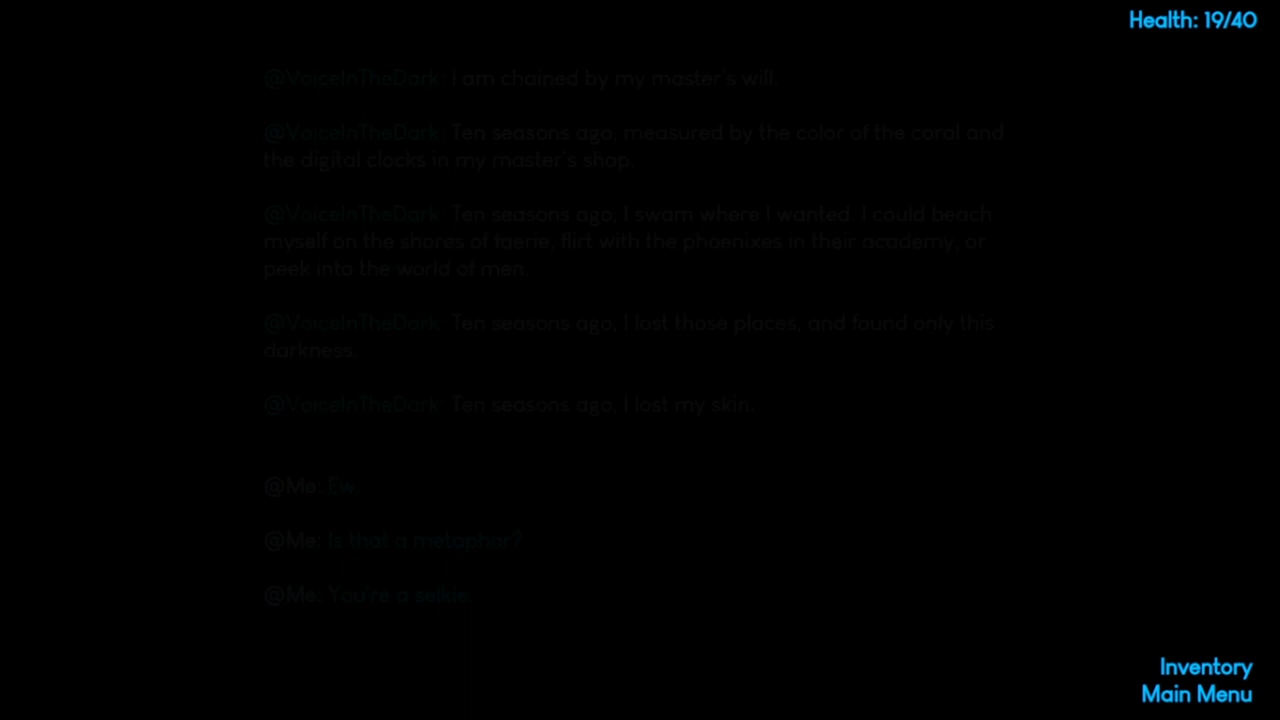 Health: 19/40
@VoiceInTheDark: I am chained by my master's will.
@VoiceInTheDark: Ten seasons ago, measured by the color of the coral and
the digital clocks in my master's shop.
@VoiceInTheDark: Ten seasons ago, I swam where I wanted. I could beach
myself on the shores of faerie, flirt with the phoenixes in their academy, or
peek into the world of men.
@VoiceInTheDark: Ten seasons ago, I lost those places, and found only this
darkness.
@VoiceInTheDark: Ten seasons ago, I lost my skin.
@Me: Ew.
@Me: Is that a metaphor?
@Me: You're a selkie.
Inventory
Main Menu